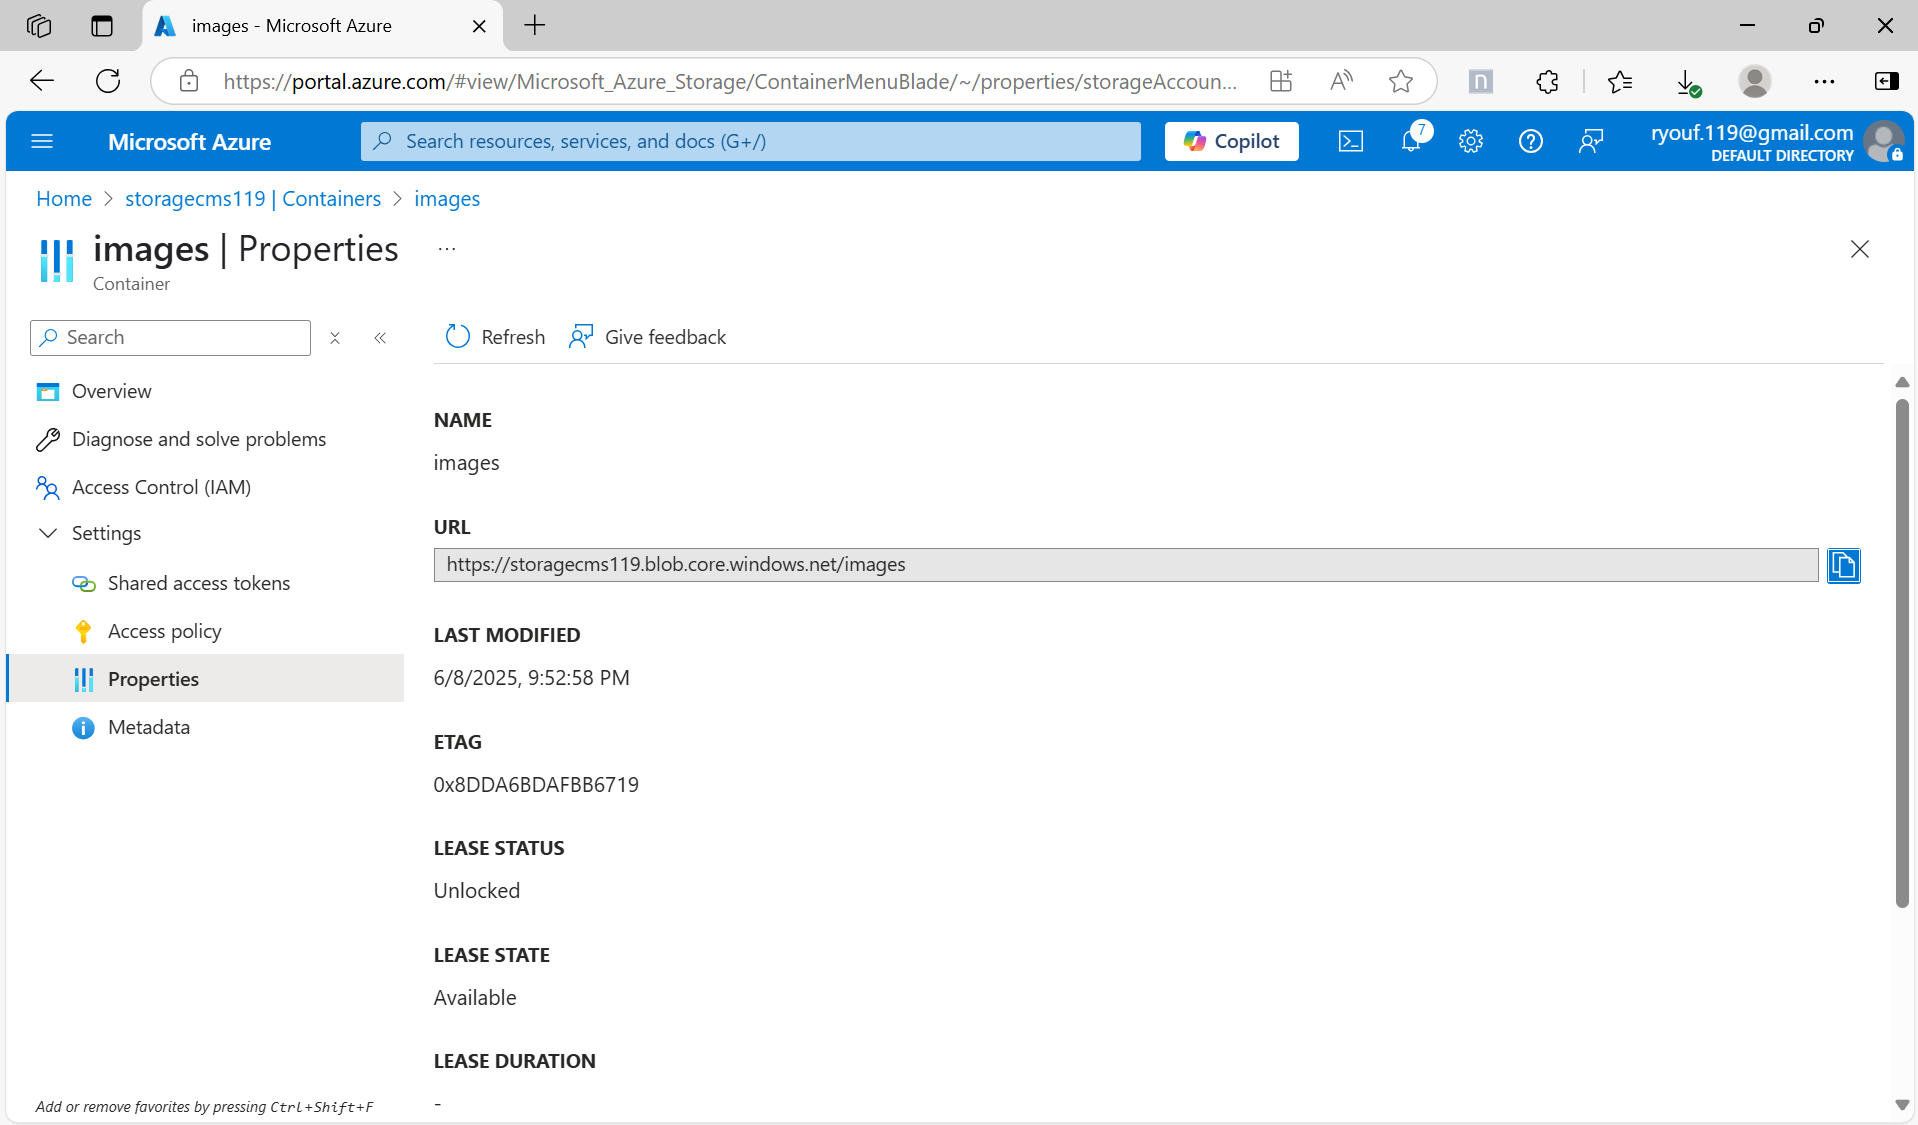 images - Microsoft Azure
https://portal.azure.com/#view/Microsoft_Azure_Storage/ContainerMenuBlade/~/properties/storageAccoun...
n
Microsoft Azure
Search resources, services, and docs (G+/)
Copilot
7
ryouf.119@gmail.com
DEFAULT DIRECTORY
Home > storagecms119 | Containers > images
images | Properties ...
Container
Search
Refresh
Give feedback
Overview
Diagnose and solve problems
Access Control (IAM)
Settings
Shared access tokens
Access policy
Properties
Metadata
NAME
images
URL
https://storagecms119.blob.core.windows.net/images
LAST MODIFIED
6/8/2025, 9:52:58 PM
ETAG
0x8DDA6BDAFBB6719
LEASE STATUS
Unlocked
LEASE STATE
Available
LEASE DURATION
-
Add or remove favorites by pressing Ctrl+Shift+F